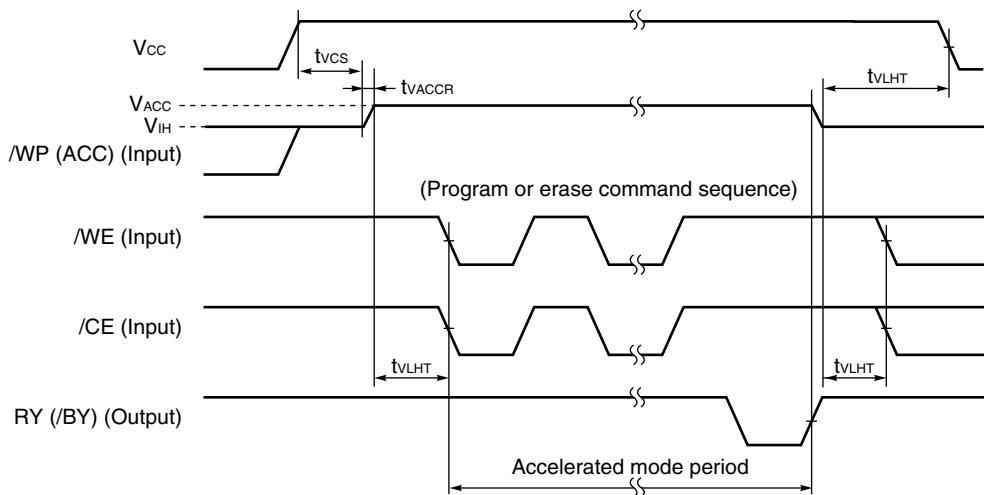 VCC
tVCS
tVLHT
tVACCR
VACC
VIH
/WP (ACC) (Input)
(Program or erase command sequence)
/WE (Input)
/CE (Input)
tVLHT
tVLHT
RY (/BY) (Output)
Accelerated mode period